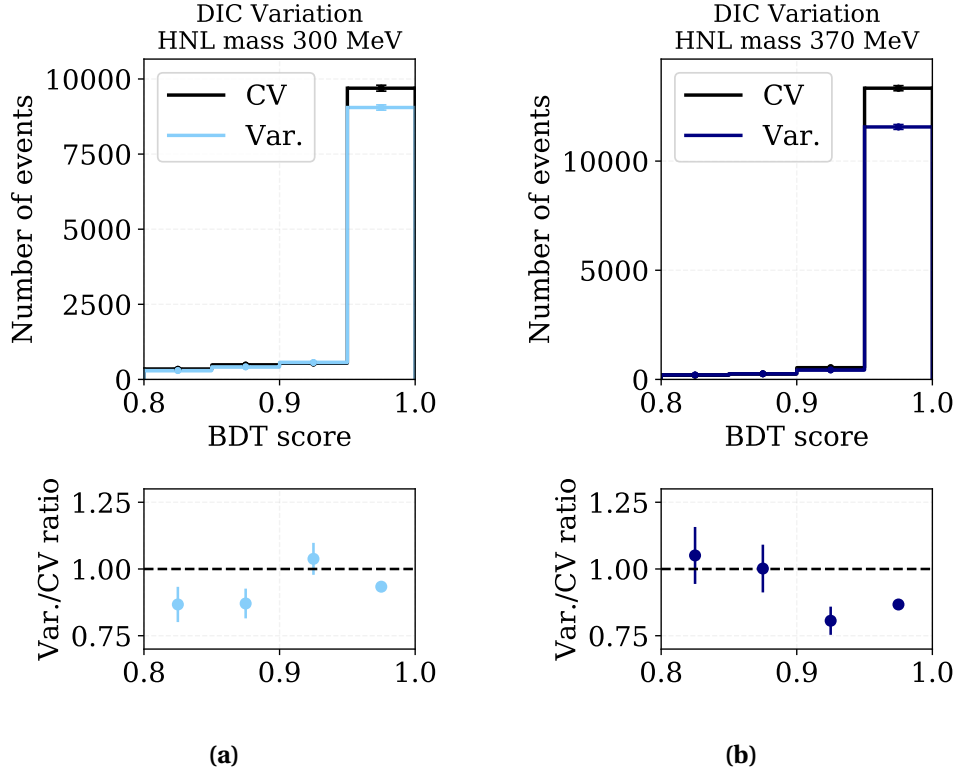 DIC Variation
HNL mass 300 MeV
CV
Var.
Number of events
10000
7500
5000
2500
0
0.8
0.9
1.0
BDT score
Var./CV ratio
1.25
1.00
0.75
0.8
0.9
1.0
(a)
DIC Variation
HNL mass 370 MeV
CV
Var.
Number of events
10000
5000
0
0.8
0.9
1.0
BDT score
Var./CV ratio
1.25
1.00
0.75
0.8
0.9
1.0
(b)